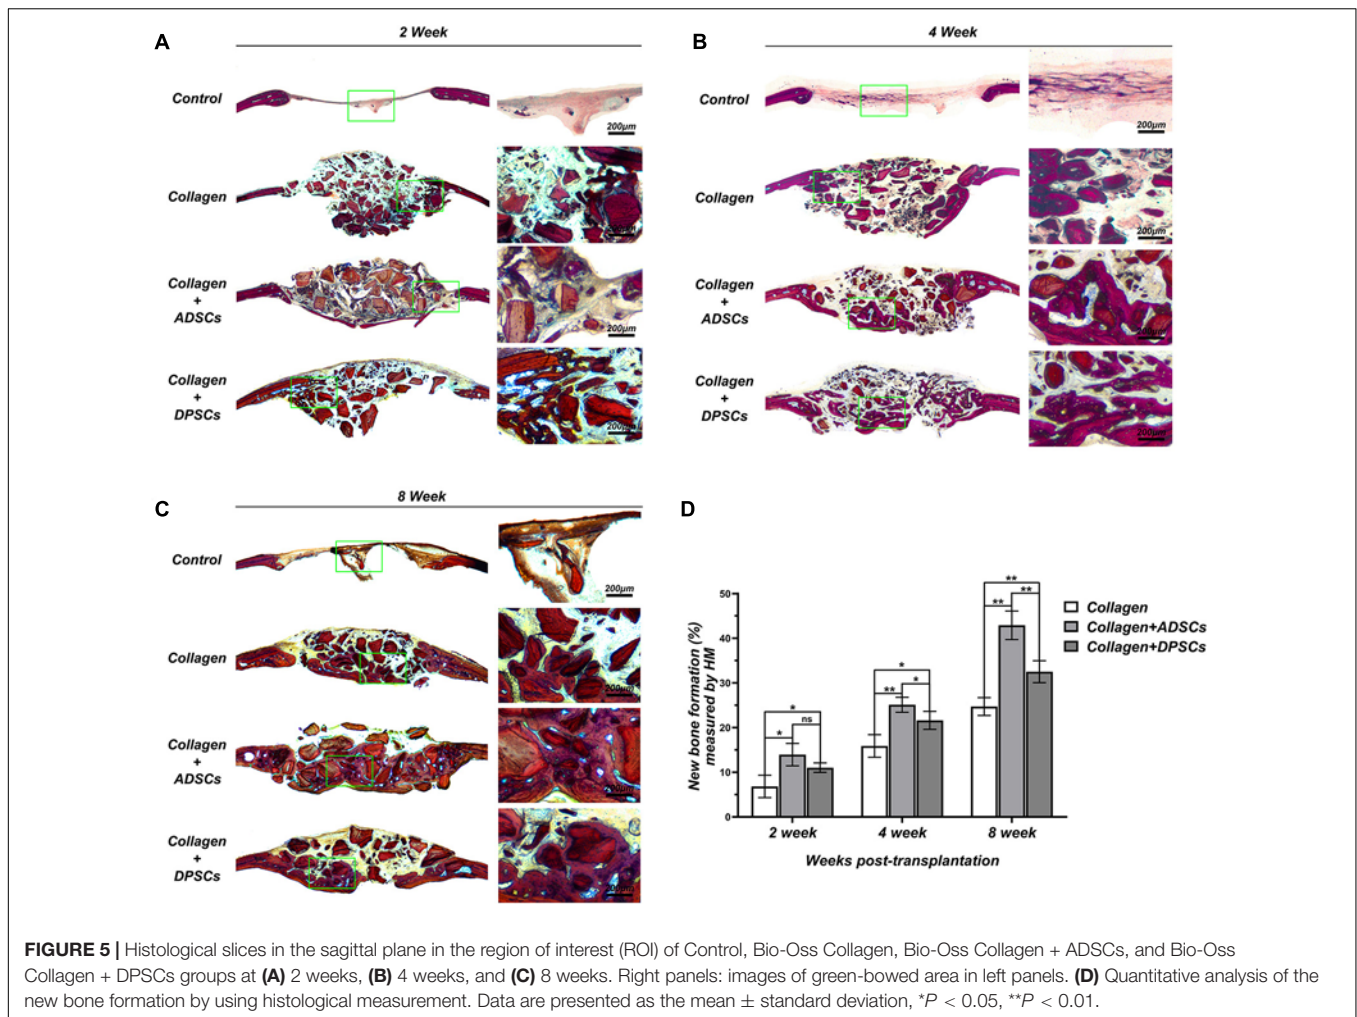 A
2 Week
Control
200μm
Collagen
200μm
Collagen
+
ADSCs
200μm
Collagen
+
DPSCs
200μm
B
4 Week
Control
200μm
Collagen
200μm
Collagen
+
ADSCs
200μm
Collagen
+
DPSCs
200μm
C
8 Week
Control
200μm
Collagen
200μm
Collagen
+
ADSCs
Collagen
+
DPSCs
D
New bone formation (%)
measured by HM
50
40
30
20
10
0
* * ns
** * *
** ** **
2 week 4 week 8 week
Weeks post-transplantation
Collagen
Collagen+ADSCs
Collagen+DPSCs
FIGURE 5 | Histological slices in the sagittal plane in the region of interest (ROI) of Control, Bio-Oss Collagen, Bio-Oss Collagen + ADSCs, and Bio-Oss
Collagen + DPSCs groups at (A) 2 weeks, (B) 4 weeks, and (C) 8 weeks. Right panels: images of green-bowed area in left panels. (D) Quantitative analysis of the
new bone formation by using histological measurement. Data are presented as the mean ± standard deviation, *P < 0.05, **P < 0.01.